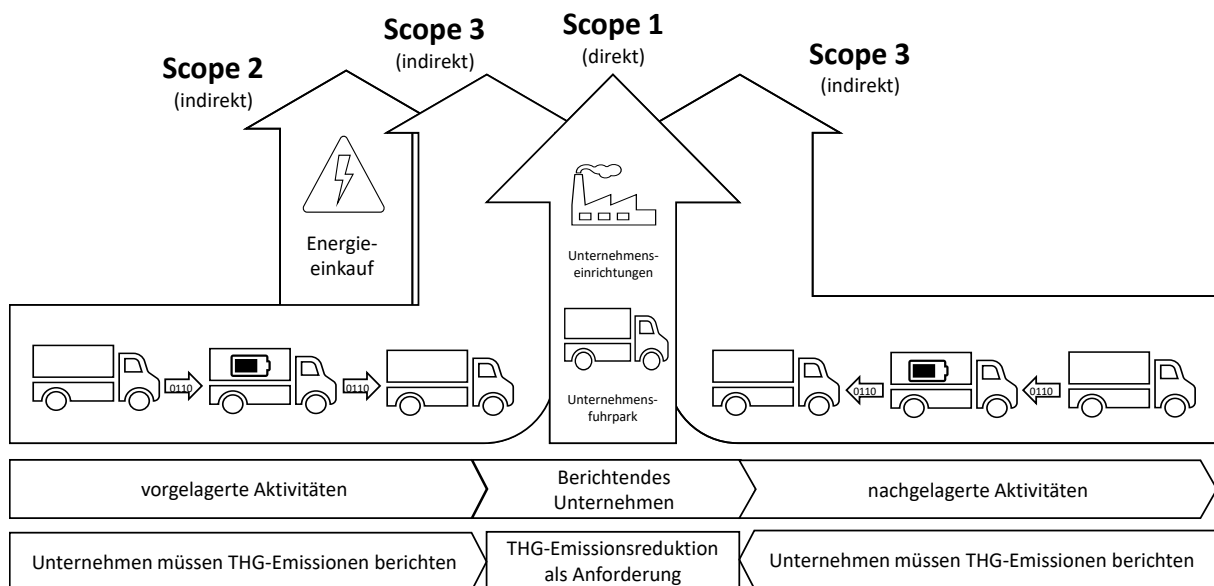 Scope 2
(indirekt)
Scope 3
(indirekt)
Scope 1
(direkt)
Scope 3
(indirekt)
Energie-
einkauf
Unternehmens-
einrichtungen
Unternehmens-
fuhrpark
0110
0110
0110
0110
vorgelagerte Aktivitäten
Berichtendes
Unternehmen
nachgelagerte Aktivitäten
Unternehmen müssen THG-Emissionen berichten
THG-Emissionsreduktion
als Anforderung
Unternehmen müssen THG-Emissionen berichten